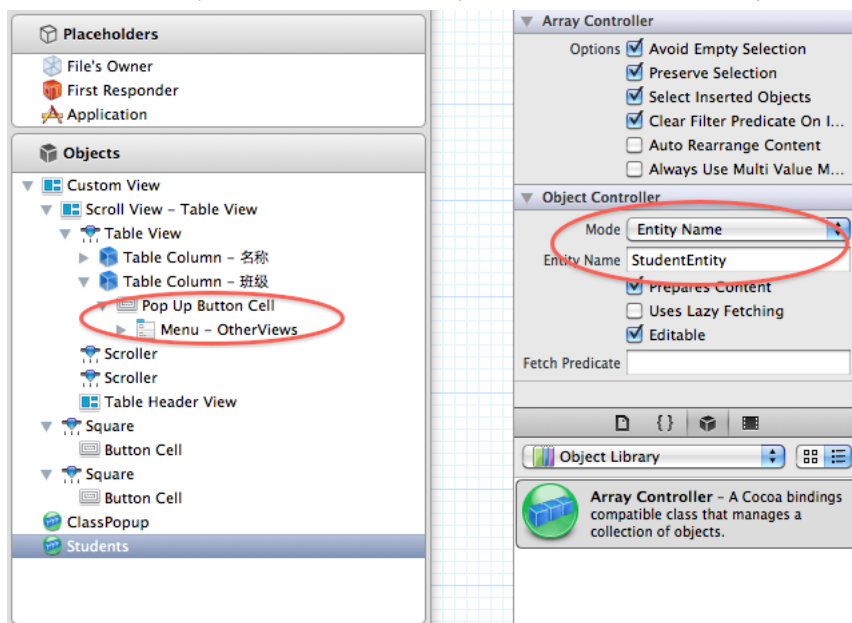 Placeholders
File's Owner
First Responder
Application
Objects
Custom View
Scroll View – Table View
Table View
Table Column – 名称
Table Column – 班级
Pop Up Button Cell
Menu – OtherViews
Scroller
Scroller
Table Header View
Square
Button Cell
Square
Button Cell
ClassPopup
Students
Array Controller
Options Avoid Empty Selection
Preserve Selection
Select Inserted Objects
Clear Filter Predicate On I...
Auto Rearrange Content
Always Use Multi Value M...
Object Controller
Mode Entity Name
Entity Name StudentEntity
Prepares Content
Uses Lazy Fetching
Editable
Fetch Predicate
{}
Object Library
Array Controller – A Cocoa bindings
compatible class that manages a
collection of objects.